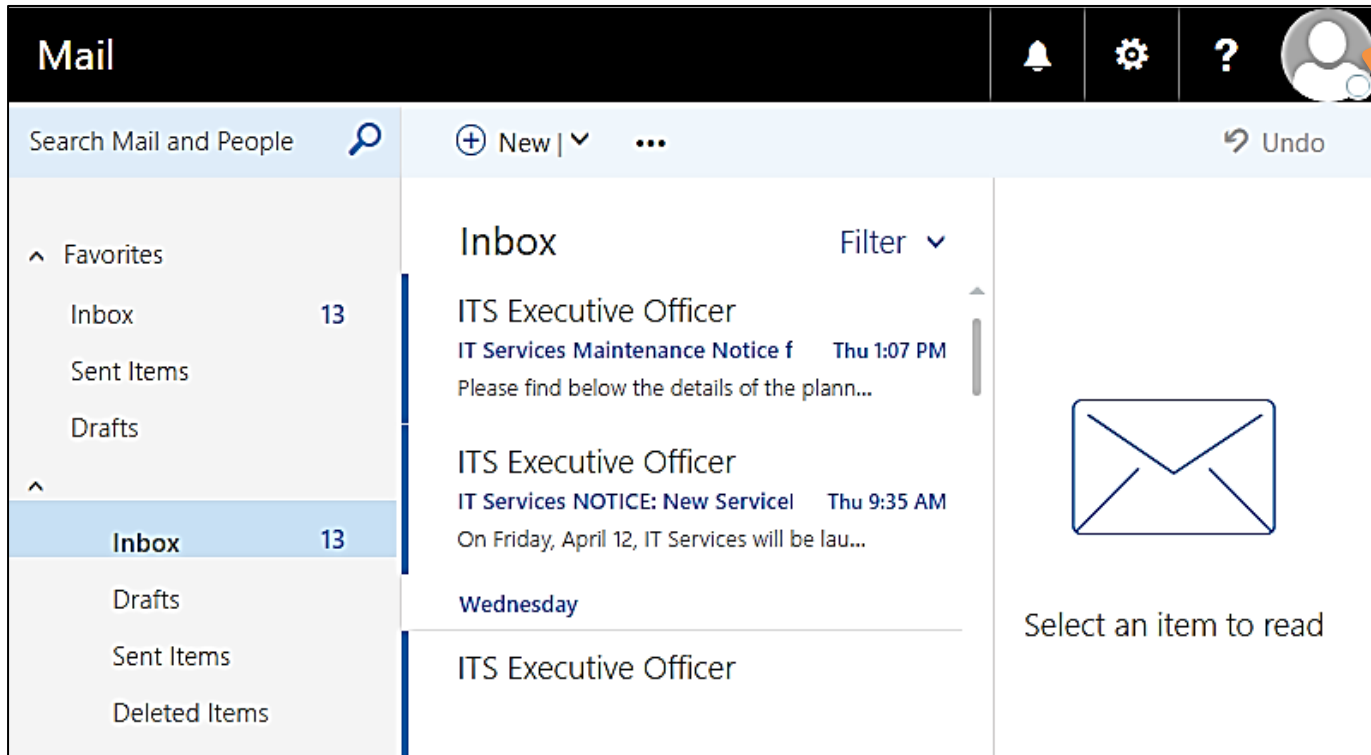 Mail
?
Search Mail and People
New | 
Undo
Favorites
Inbox 13
Sent Items
Drafts
Inbox 13
Drafts
Sent Items
Deleted Items
Inbox Filter
ITS Executive Officer
IT Services Maintenance Notice f Thu 1:07 PM
Please find below the details of the plann...
ITS Executive Officer
IT Services NOTICE: New Servicel Thu 9:35 AM
On Friday, April 12, IT Services will be lau...
Wednesday
ITS Executive Officer
Select an item to read